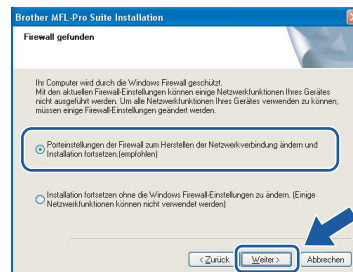 Brother MFL-Pro Suite Installation
Firewall gefunden
Ihr Computer wird durch die Windows Firewall geschützt.
Mit den aktuellen Firewall-Einstellungen können einige Netzwerkfunktionen Ihres Gerätes
nicht ausgeführt werden. Um alle Netzwerkfunktionen Ihres Gerätes verwenden zu können,
müssen einige Firewall-Einstellungen geändert werden.
Porteinstellungen der Firewall zum Herstellen der Netzwerkverbindung ändern und
Installation fortsetzen.(empfohlen)
Installation fortsetzen ohne die Windows Firewall-Einstellungen zu ändern. (Einige
Netzwerkfunktionen können nicht verwendet werden)
< Zurück
Weiter >
Abbrechen